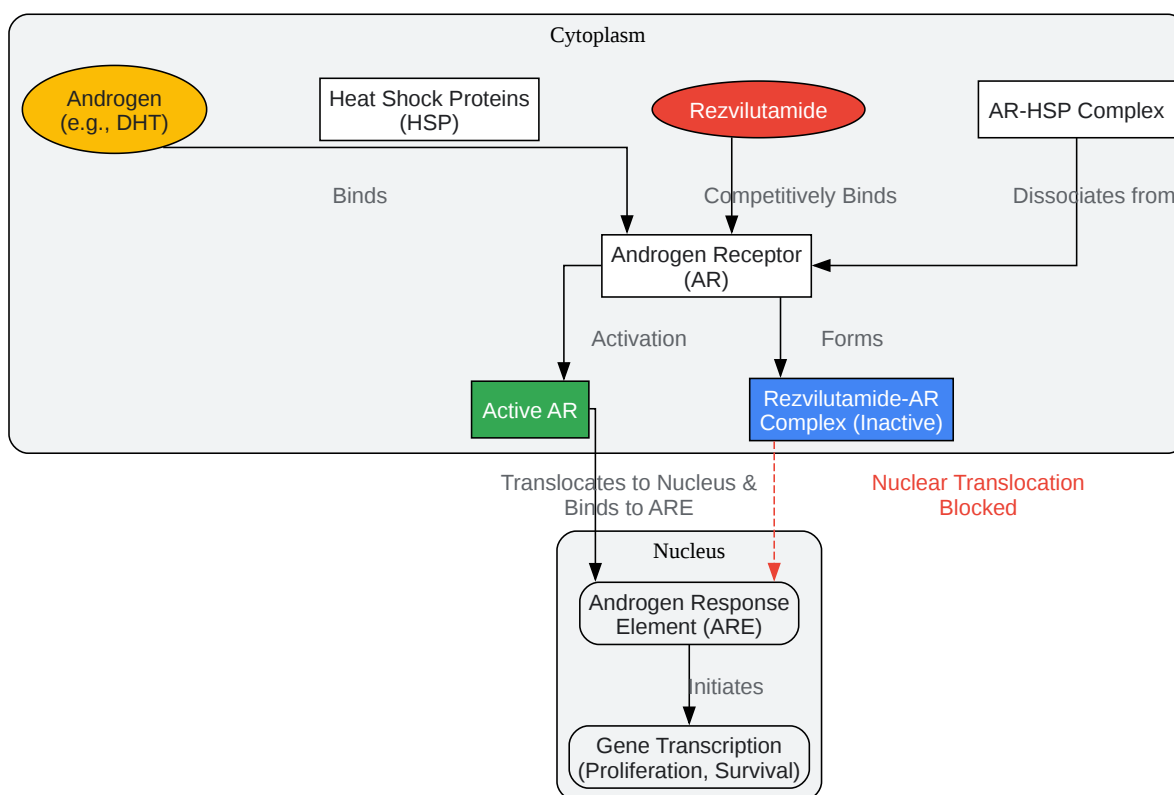 Cytoplasm
Androgen
(e.g., DHT)
Heat Shock Proteins
(HSP)
Rezvilutamide
AR-HSP Complex
Binds
Competitively Binds
Dissociates from
Androgen Receptor
(AR)
Activation
Forms
Active AR
Rezvilutamide-AR
Complex (Inactive)
Translocates to Nucleus &
Binds to ARE
Nuclear Translocation
Blocked
Nucleus
Androgen Response
Element (ARE)
Initiates
Gene Transcription
(Proliferation, Survival)